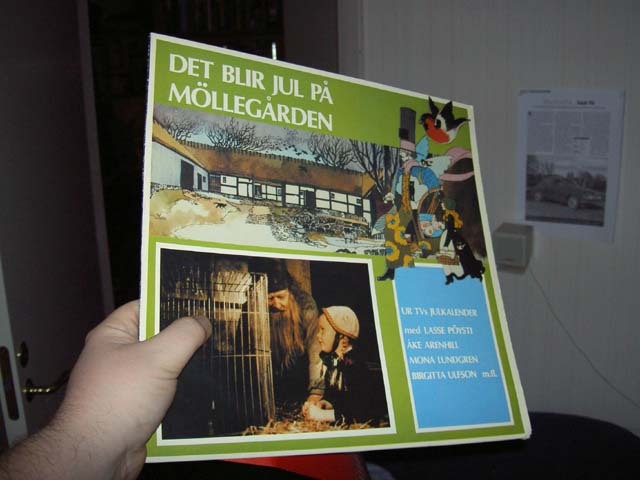 DET BLIR JUL PÅ
MÖLLEGÅRDEN
UR TVs JULKALENDER
med LASSE PÖYSTI
ÅKE ARENHILL
MONA LUNDGREN
BIRGITTA ULFSON m.fl.